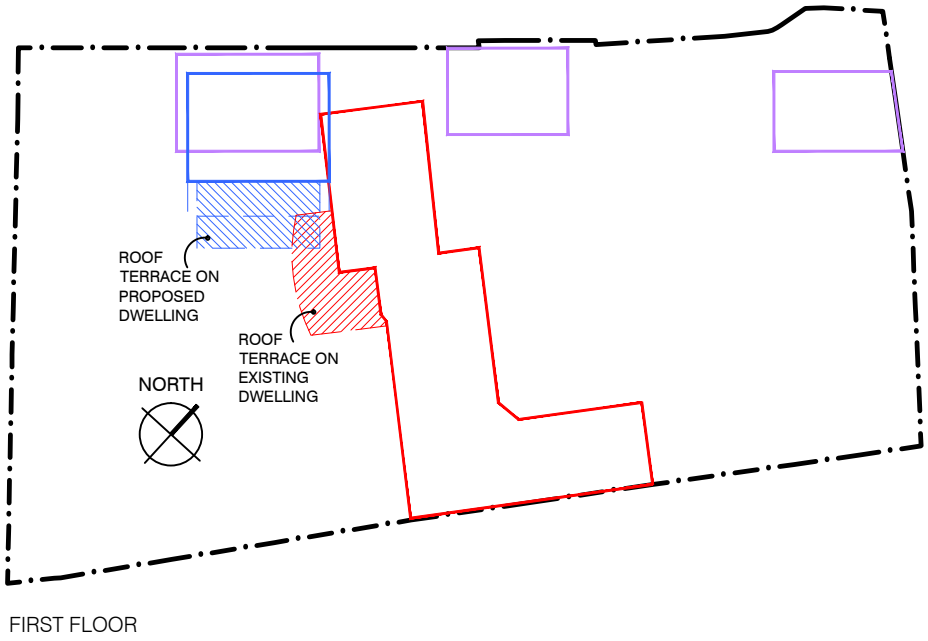 ROOF
TERRACE ON
PROPOSED
DWELLING
ROOF
TERRACE ON
EXISTING
DWELLING
NORTH
FIRST FLOOR